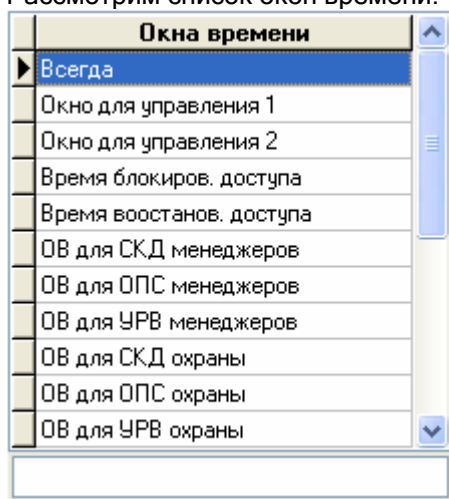 Рассмотрим список окон времени.
Окна времени
Всегда
Окно для управления 1
Окно для управления 2
Время блокиров. доступа
Время воостанов. доступа
ОВ для СКД менеджеров
ОВ для ОПС менеджеров
ОВ для УРВ менеджеров
ОВ для СКД охраны
ОВ для ОПС охраны
ОВ для УРВ охраны